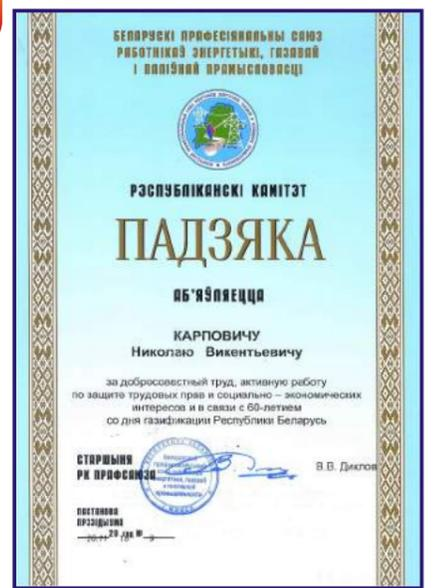 БЕЛАРУСКІ ПРАФЕСІЯНАЛЬНЫ САЮЗ
РАБОТНІКАЎ ЭНЕРГЕТЫКІ, ГАЗАВАЙ
І ПАЛІЎНАЙ ПРАМЫСЛОВАСЦІ
РЭСПУБЛІКАНСКІ КАМІТЭТ
ПАДЗЯКА
АБ'ЯЎЛЯЕЦЦА
КАРПОВИЧУ
Николаю Викентьевичу
за добросовестный труд, активную работу
по защите трудовых прав и социально – экономических
интересов и в связи с 60-летием
со дня газификации Республики Беларусь
СТАРШЫНЯ
РК ПРАФСАЮЗА
В.В. Диклов
ПАСТАНОВА
ПРЭЗІДЫУМА